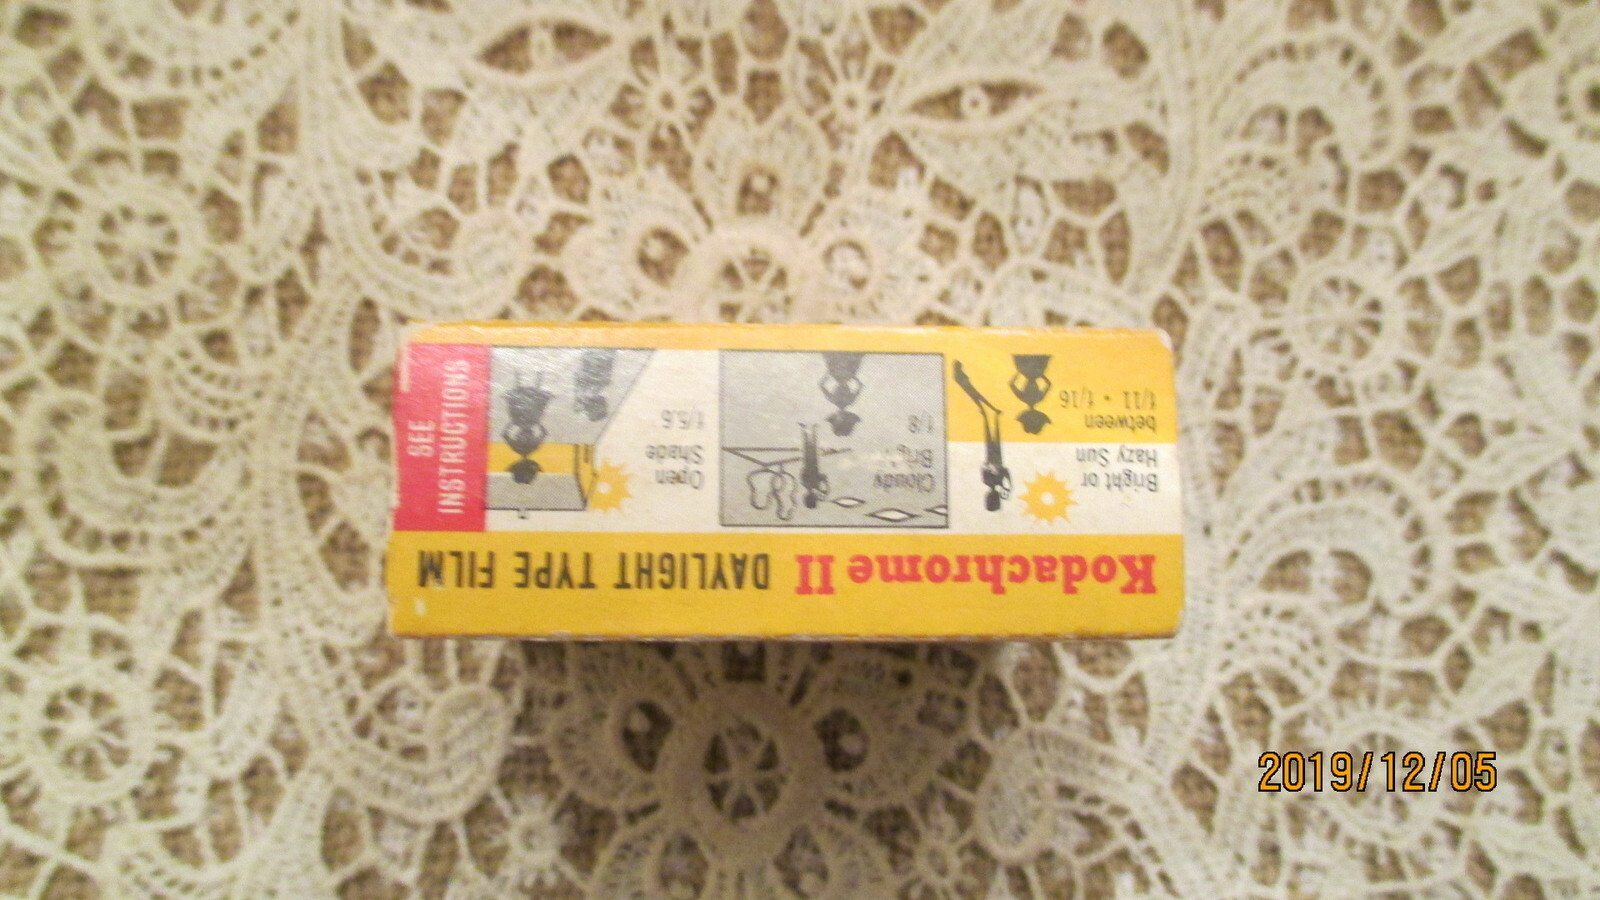 Kodachrome II DAYLIGHT TYPE FILM
Bright or
Hazy Sun
between
f/11 • f/16
Cloudy
f/8
Open
Shade
f/5.6
SEE
INSTRUCTIONS
2019/12/05